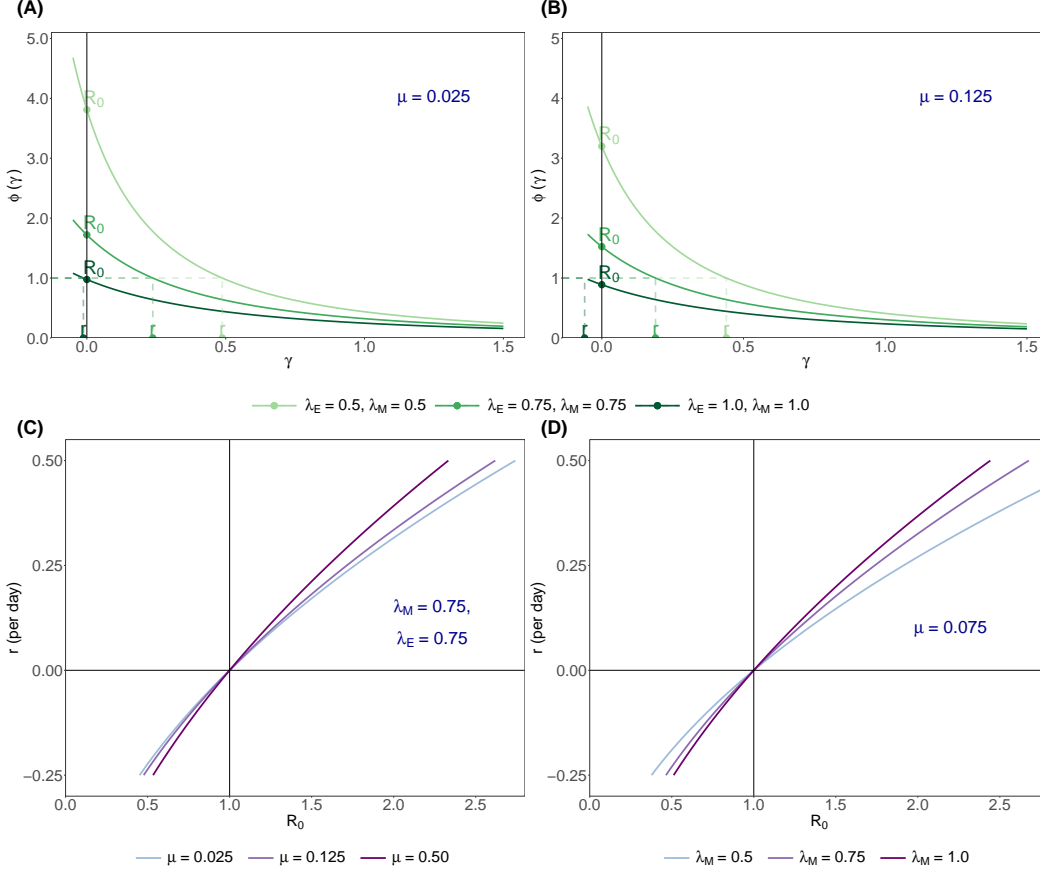 (A)
5.0
4.0
3.0
2.0
1.0
0.0
ϕ (γ)
R₀
R₀
R₀
μ = 0.025
r
r
r
0.0
0.5
1.0
1.5
γ
(B)
5
4
3
2
1
0
ϕ (γ)
R₀
R₀
R₀
μ = 0.125
r
r
r
0.0
0.5
1.0
1.5
γ
λE = 0.5, λM = 0.5
λE = 0.75, λM = 0.75
λE = 1.0, λM = 1.0
(C)
0.50
0.25
0.00
−0.25
r (per day)
λM = 0.75,
λE = 0.75
0.0
0.5
1.0
1.5
2.0
2.5
R₀
μ = 0.025
μ = 0.125
μ = 0.50
(D)
0.50
0.25
0.00
−0.25
r (per day)
μ = 0.075
0.0
0.5
1.0
1.5
2.0
2.5
R₀
λM = 0.5
λM = 0.75
λM = 1.0